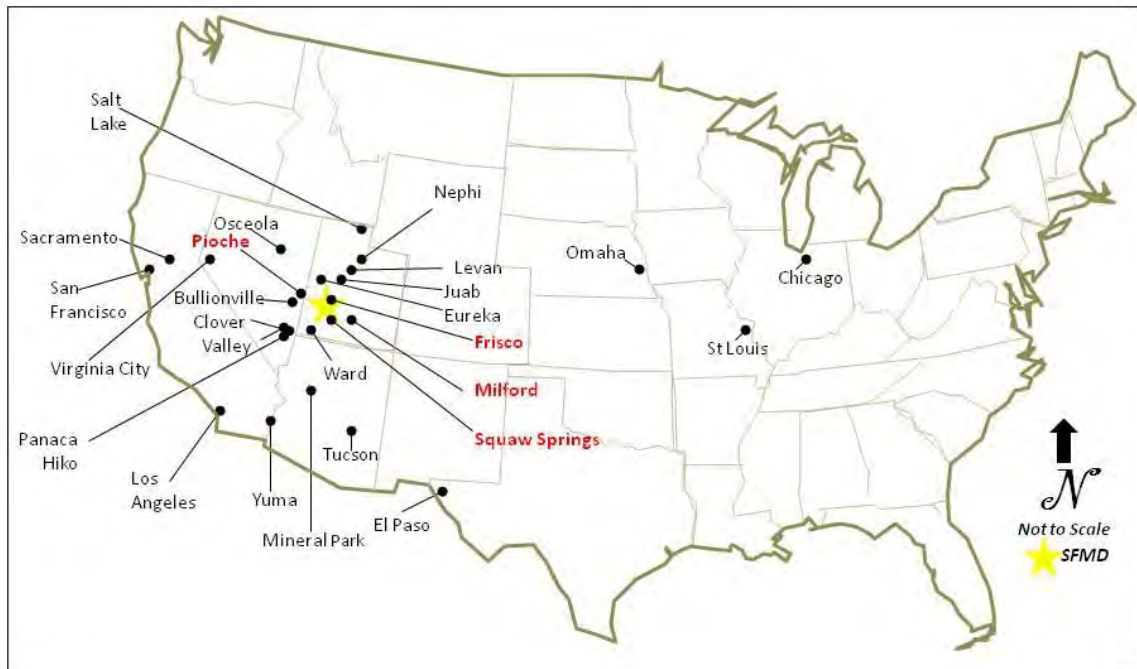 Salt
Lake
Nephi
Osceola
Pioche
Sacramento
Omaha
Chicago
Levan
Juab
San
Francisco
Bullionville
Eureka
Clover
Valley
Frisco
St Louis
Virginia City
Ward
Milford
Panaca
Hiko
Squaw Springs
Tucson
Los
Angeles
Yuma
El Paso
Mineral Park
N
Not to Scale
SFMD